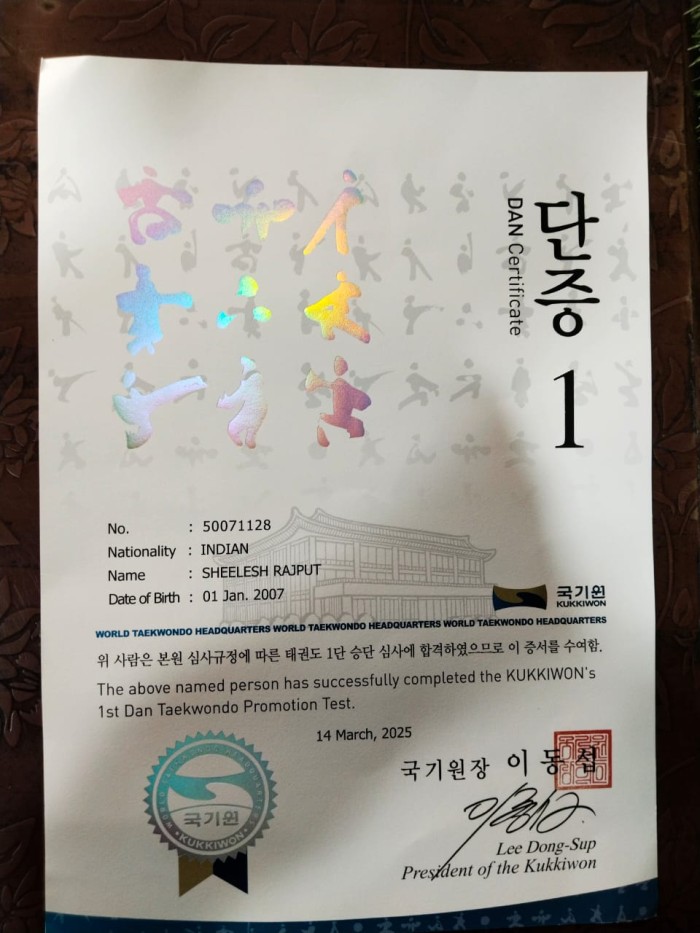 단증
DAN Certificate
1
No. : 50071128
Nationality : INDIAN
Name : SHEELESH RAJPUT
Date of Birth : 01 Jan. 2007
국기원
KUKKIWON
WORLD TAEKWONDO HEADQUARTERS WORLD TAEKWONDO HEADQUARTERS WORLD TAEKWONDO HEADQUARTERS
위 사람은 본원 심사규정에 따른 태권도 1단 승단 심사에 합격하였으므로 이 증서를 수여함.
The above named person has successfully completed the KUKKIWON's
1st Dan Taekwondo Promotion Test.
14 March, 2025
국기원장 이동섭
Lee Dong-Sup
President of the Kukkiwon
국기원
KUKKIWON